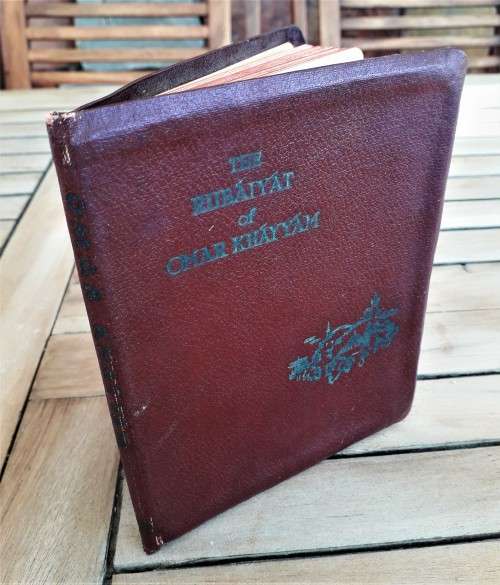 THE
RUBÁIYÁT
of
OMAR KHÁYYÁM